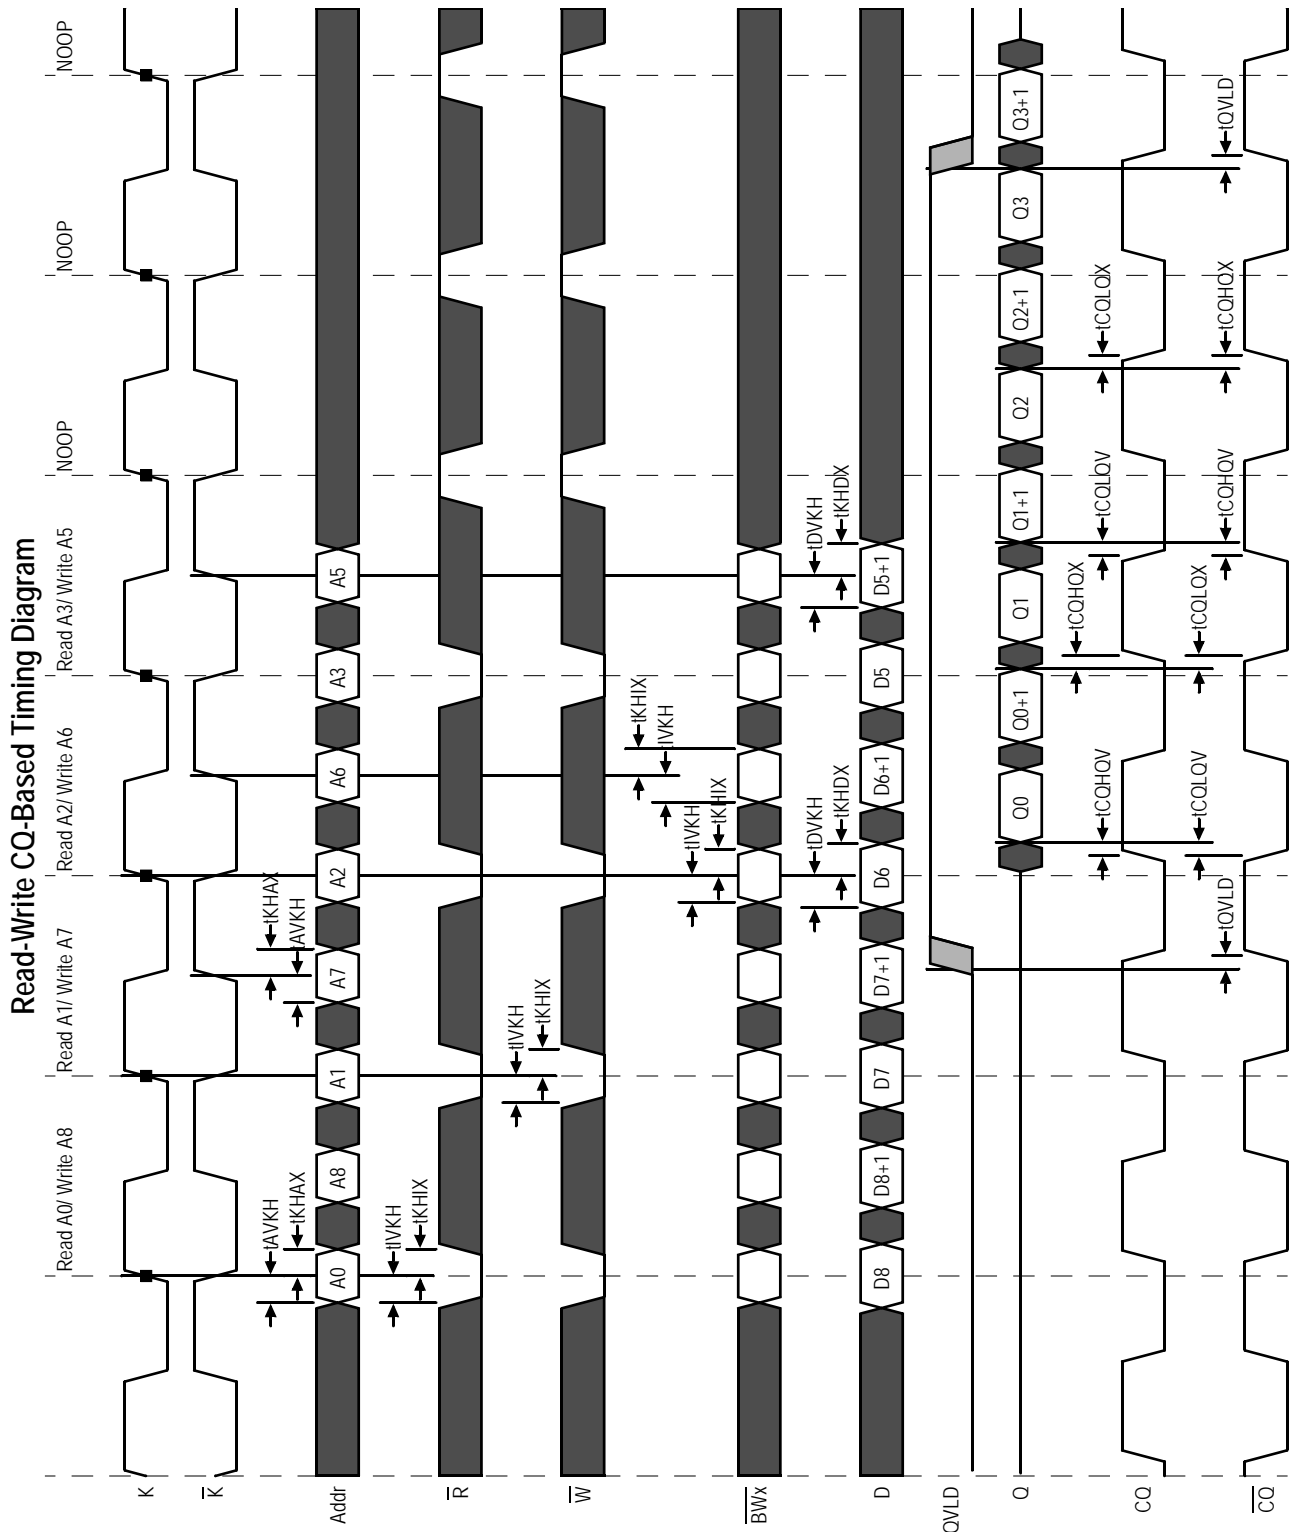 Read-Write CQ-Based Timing Diagram
Read A0/ Write A8
Read A1/ Write A7
Read A2/ Write A6
Read A3/ Write A5
NOOP
NOOP
NOOP
K
K
tAVKH
tKHAX
tKHAX
tAVKH
Addr
A0
A8
A1
A7
A2
A6
A3
A5
tIVKH
tKHIX
R
tIVKH
tKHIX
W
tKHIX
tIVKH
tIVKH
tKHIX
BWx
tDVKH
tKHDX
tDVKH
tKHDX
D
D8
D8+1
D7
D7+1
D6
D6+1
D5
D5+1
QVLD
Q
Q0
Q0+1
Q1
Q1+1
Q2
Q2+1
Q3
Q3+1
tCQHQV
tCQHQX
tCQLQV
tCQLQX
CQ
tQVLD
tCQLQV
tCQLQX
tCQHQV
tCQHQX
tQVLD
CQ